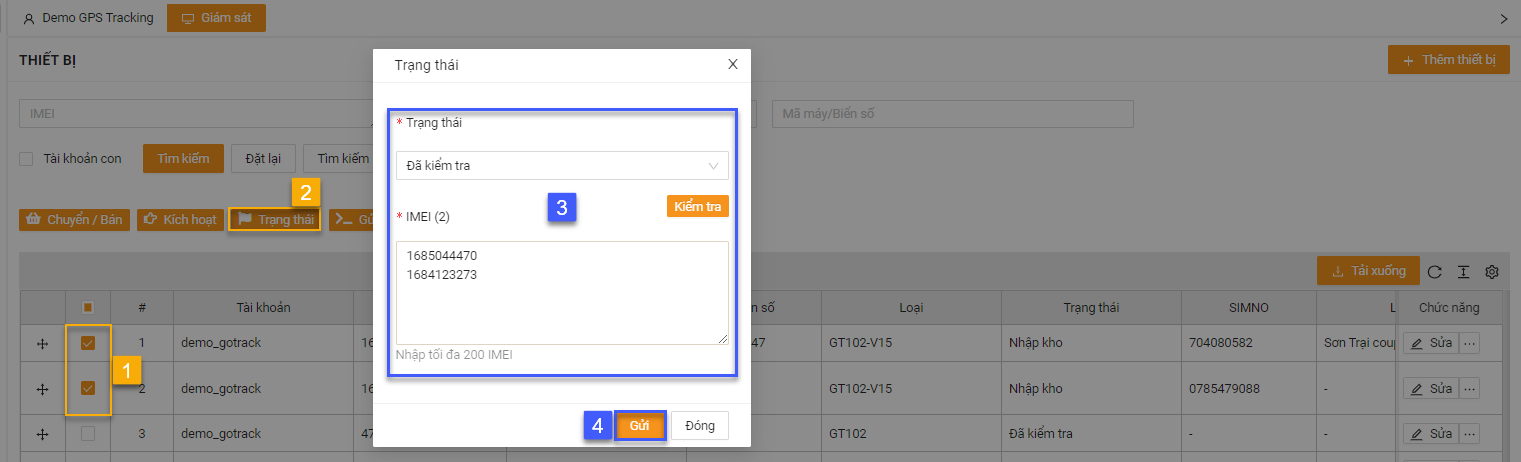 Demo GPS Tracking Giám sát
THIẾT BỊ
Thêm thiết bị
IMEI
Mã máy/Biển số
Tài khoản con Tìm kiếm Đặt lại Tìm kiếm
2
Chuyển / Bán Kích hoạt Trạng thái
Tải xuống
# Tài khoản n số Loại Trạng thái SIMNO L Chức năng
1 demo_gotrack 16 47 GT102-V15 Nhập kho 704080582 Sơn Trại coup Sửa ...
1
2 demo_gotrack 16 GT102-V15 Nhập kho 0785479088 - Sửa ...
3 demo_gotrack 47 GT102 Đã kiểm tra - - Sửa ...
Trạng thái X
* Trạng thái
Đã kiểm tra
3
Kiểm tra
* IMEI (2)
1685044470
1684123273
Nhập tối đa 200 IMEI
4 Gửi Đóng